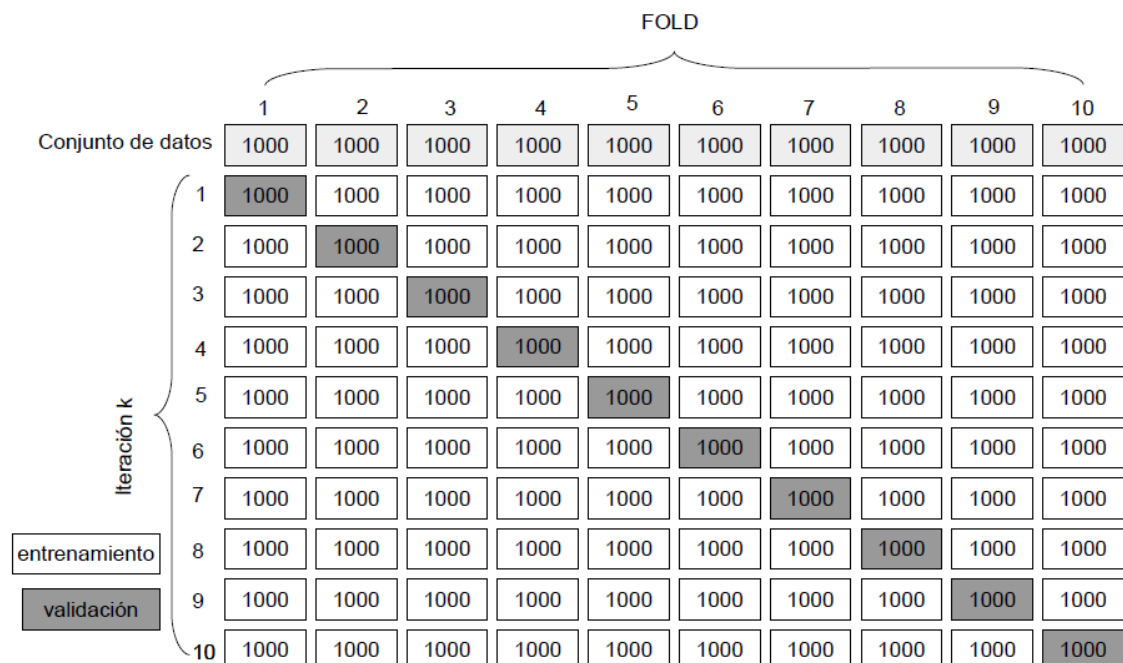 FOLD
1 2 3 4 5 6 7 8 9 10
Conjunto de datos 1000 1000 1000 1000 1000 1000 1000 1000 1000 1000
1 1000 1000 1000 1000 1000 1000 1000 1000 1000 1000
2 1000 1000 1000 1000 1000 1000 1000 1000 1000 1000
3 1000 1000 1000 1000 1000 1000 1000 1000 1000 1000
4 1000 1000 1000 1000 1000 1000 1000 1000 1000 1000
5 1000 1000 1000 1000 1000 1000 1000 1000 1000 1000
6 1000 1000 1000 1000 1000 1000 1000 1000 1000 1000
7 1000 1000 1000 1000 1000 1000 1000 1000 1000 1000
8 1000 1000 1000 1000 1000 1000 1000 1000 1000 1000
9 1000 1000 1000 1000 1000 1000 1000 1000 1000 1000
10 1000 1000 1000 1000 1000 1000 1000 1000 1000 1000
Iteración k
entrenamiento
validación